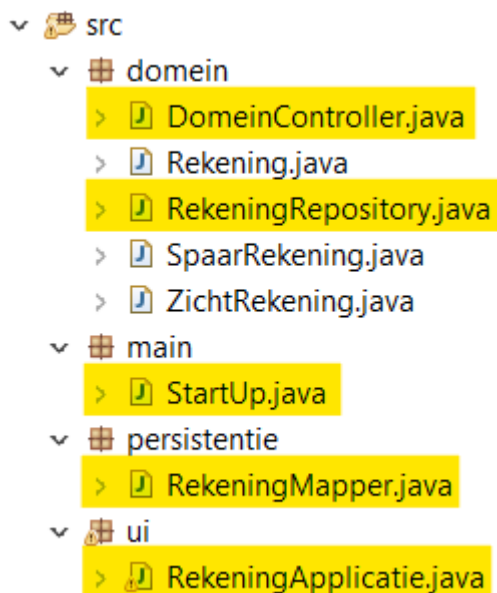 src
domein
DomeinController.java
Rekening.java
RekeningRepository.java
SpaarRekening.java
ZichtRekening.java
main
StartUp.java
persistentie
RekeningMapper.java
ui
RekeningApplicatie.java